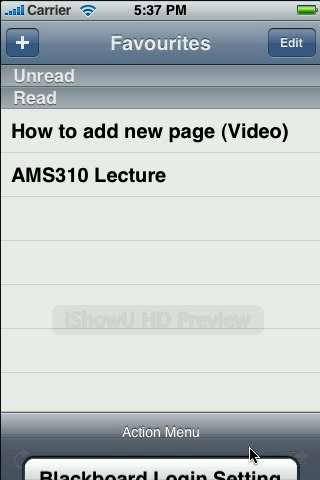 Carrier 5:37 PM
+ Favourites Edit
Unread
Read
How to add new page (Video)
AMS310 Lecture
iShowU HD Preview
Action Menu
Blackboard Login Setting